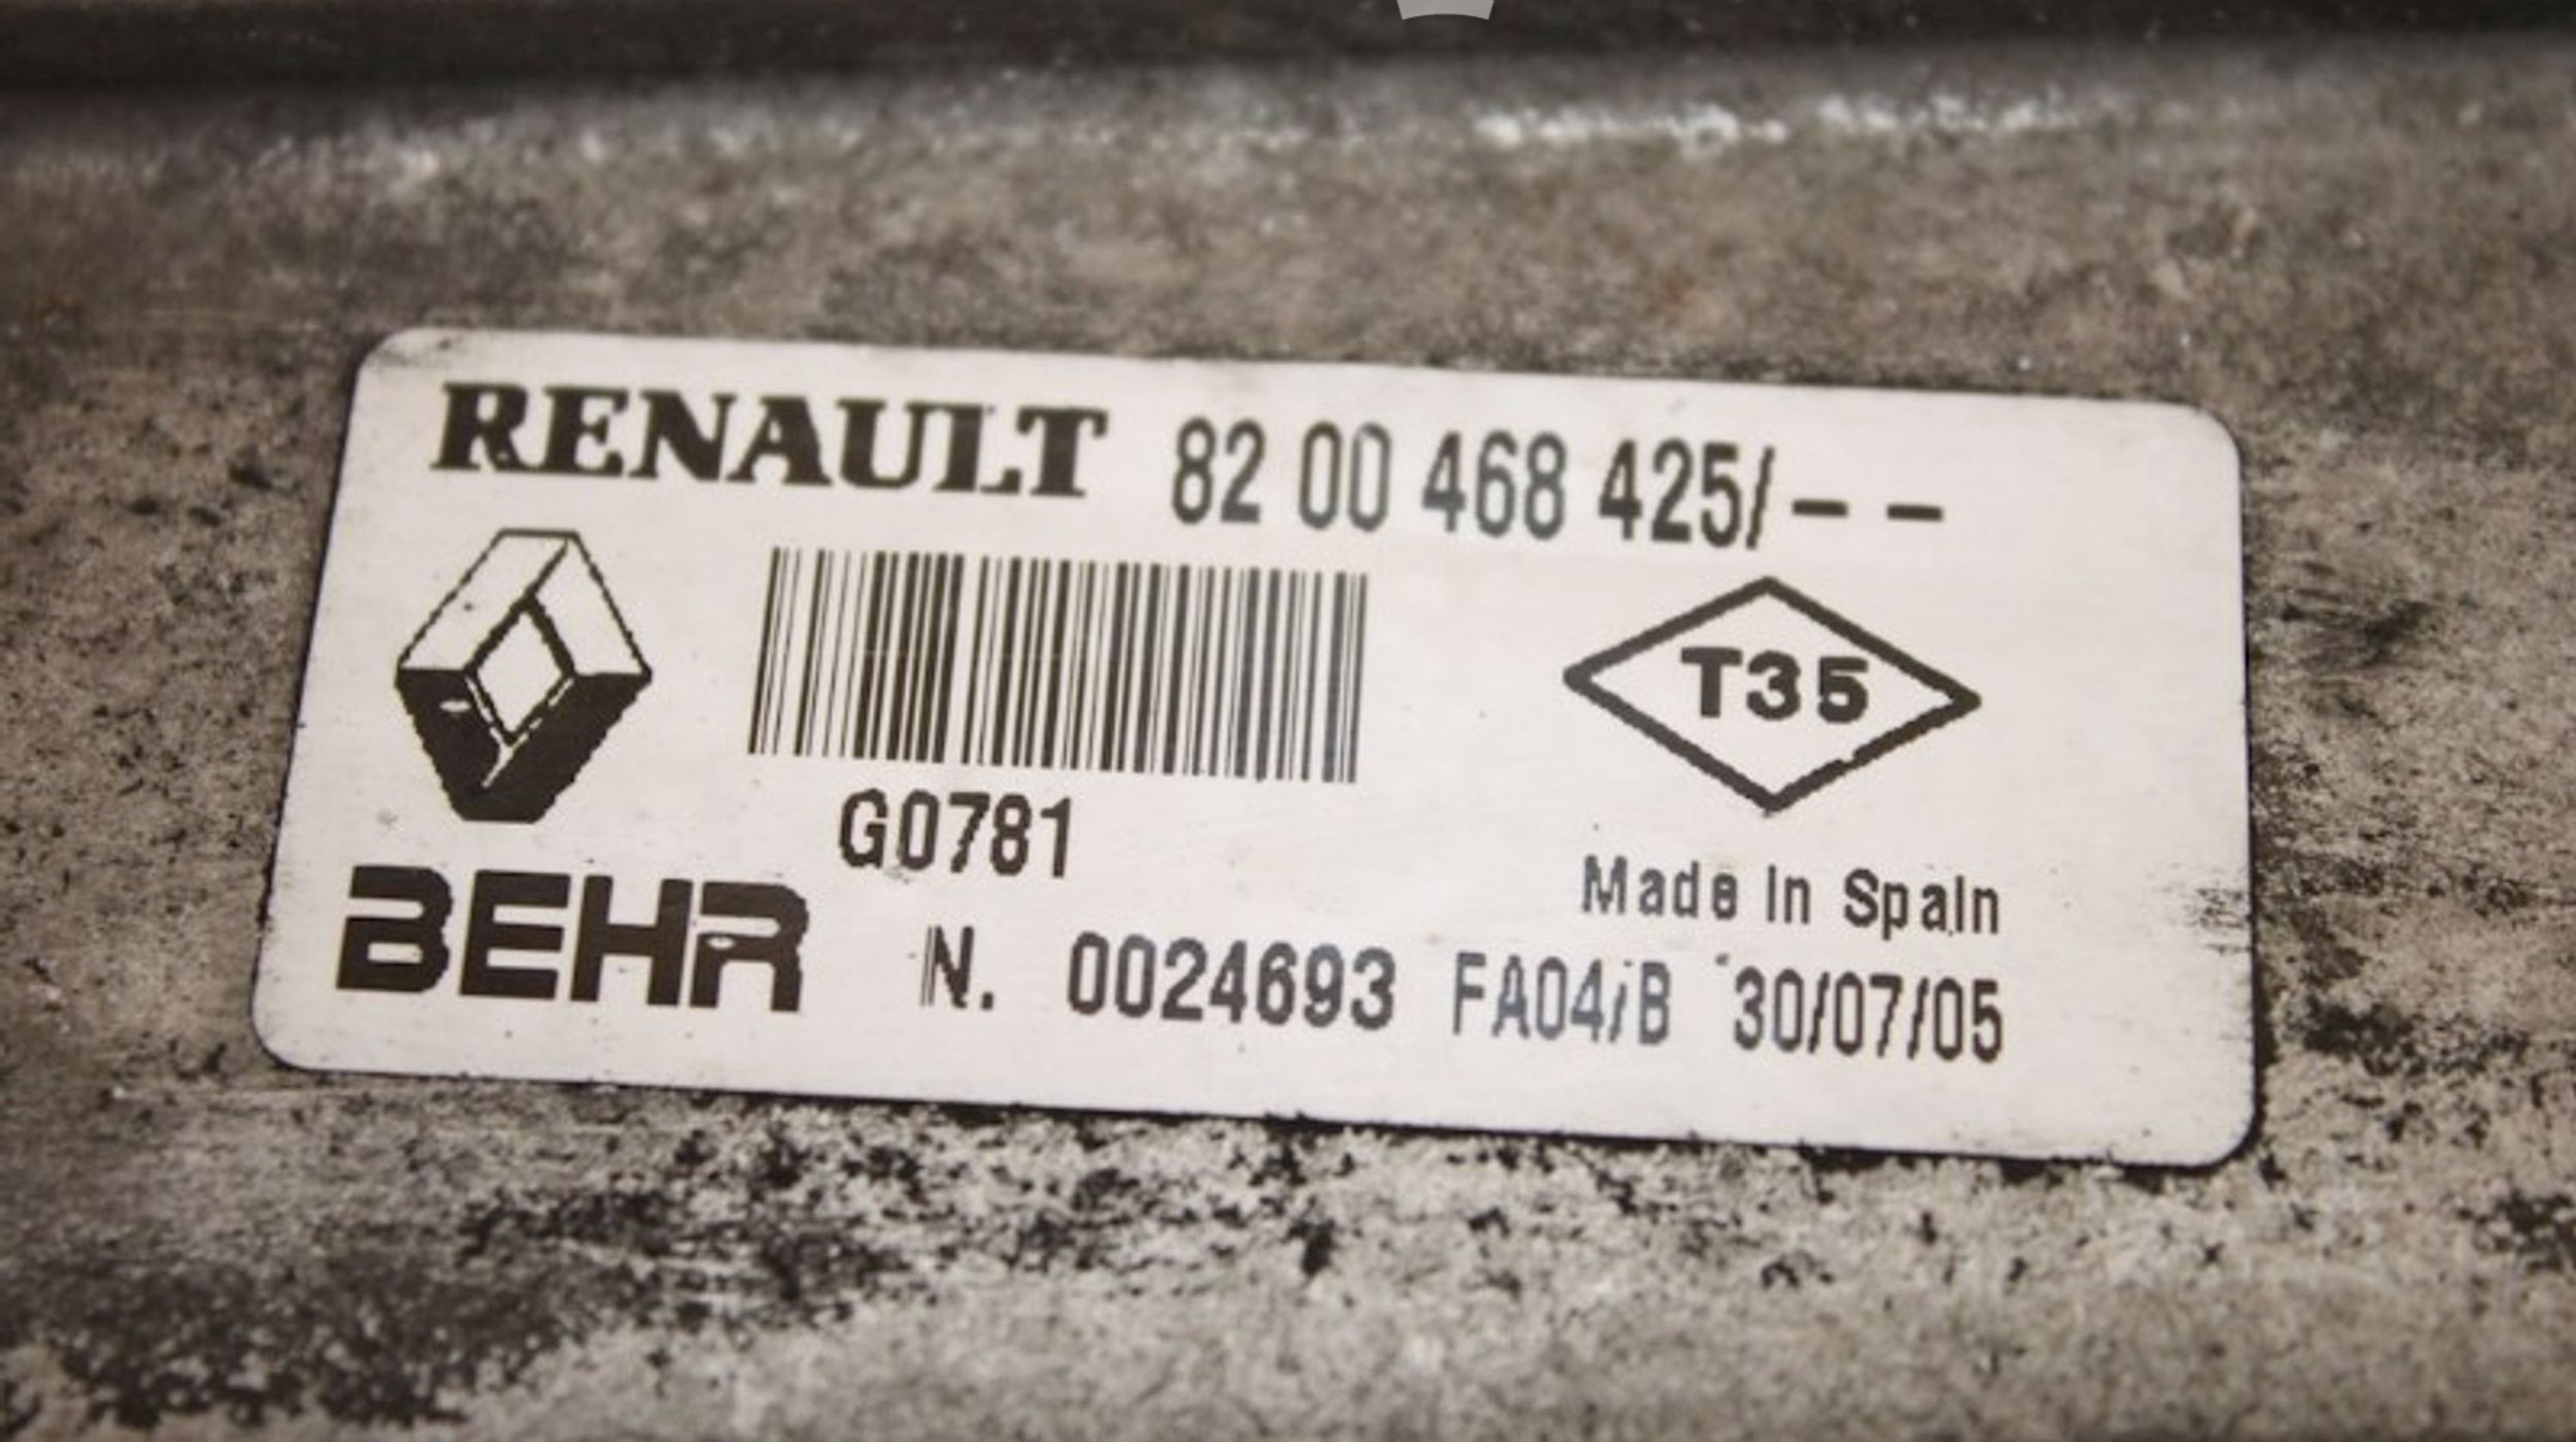 RENAULT 82 00 468 425/- -
T35
G0781
Made In Spain
BEHR N. 0024693 FA04/B 30/07/05